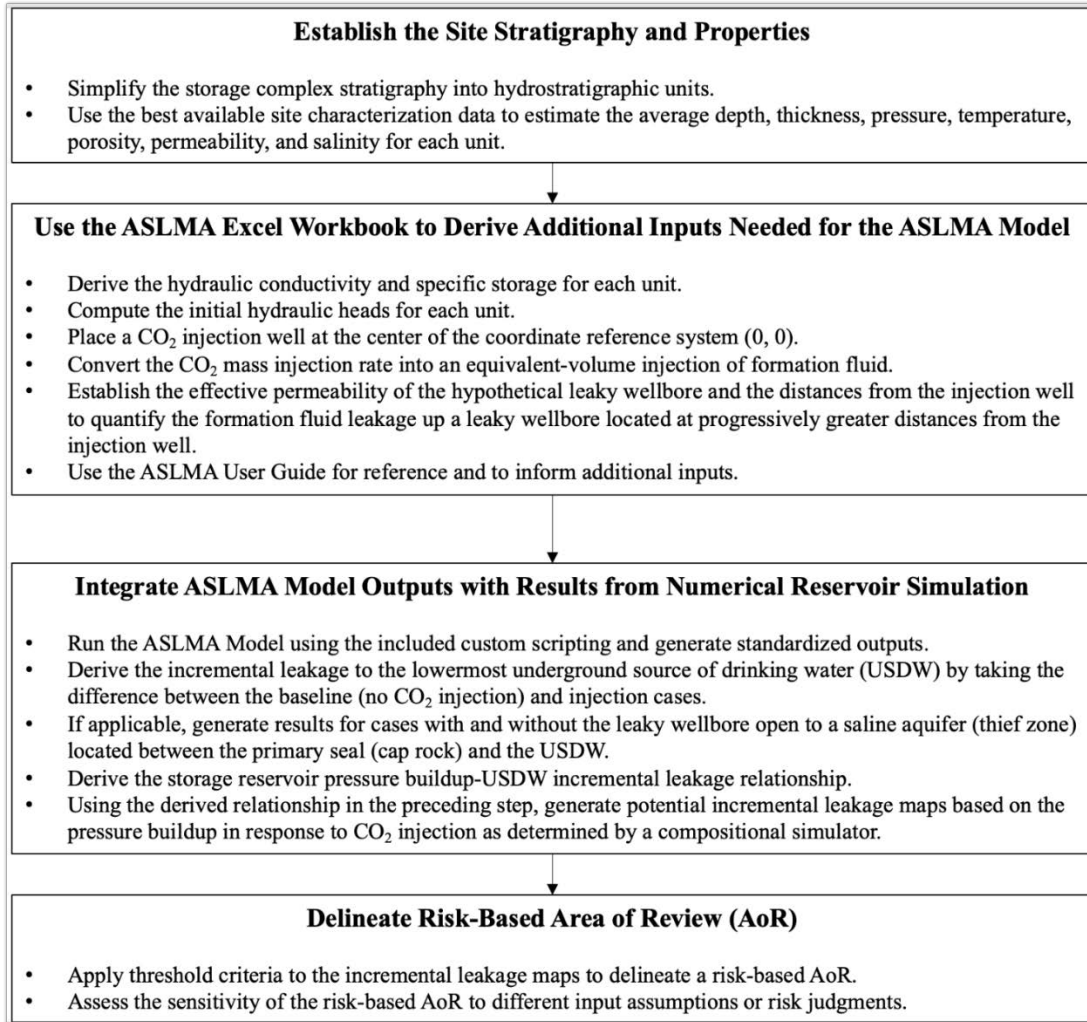 Establish the Site Stratigraphy and Properties
• Simplify the storage complex stratigraphy into hydrostratigraphic units.
• Use the best available site characterization data to estimate the average depth, thickness, pressure, temperature,
porosity, permeability, and salinity for each unit.
Use the ASLMA Excel Workbook to Derive Additional Inputs Needed for the ASLMA Model
• Derive the hydraulic conductivity and specific storage for each unit.
• Compute the initial hydraulic heads for each unit.
• Place a CO₂ injection well at the center of the coordinate reference system (0, 0).
• Convert the CO₂ mass injection rate into an equivalent-volume injection of formation fluid.
• Establish the effective permeability of the hypothetical leaky wellbore and the distances from the injection well
to quantify the formation fluid leakage up a leaky wellbore located at progressively greater distances from the
injection well.
• Use the ASLMA User Guide for reference and to inform additional inputs.
Integrate ASLMA Model Outputs with Results from Numerical Reservoir Simulation
• Run the ASLMA Model using the included custom scripting and generate standardized outputs.
• Derive the incremental leakage to the lowermost underground source of drinking water (USDW) by taking the
difference between the baseline (no CO₂ injection) and injection cases.
• If applicable, generate results for cases with and without the leaky wellbore open to a saline aquifer (thief zone)
located between the primary seal (cap rock) and the USDW.
• Derive the storage reservoir pressure buildup-USDW incremental leakage relationship.
• Using the derived relationship in the preceding step, generate potential incremental leakage maps based on the
pressure buildup in response to CO₂ injection as determined by a compositional simulator.
Delineate Risk-Based Area of Review (AoR)
• Apply threshold criteria to the incremental leakage maps to delineate a risk-based AoR.
• Assess the sensitivity of the risk-based AoR to different input assumptions or risk judgments.